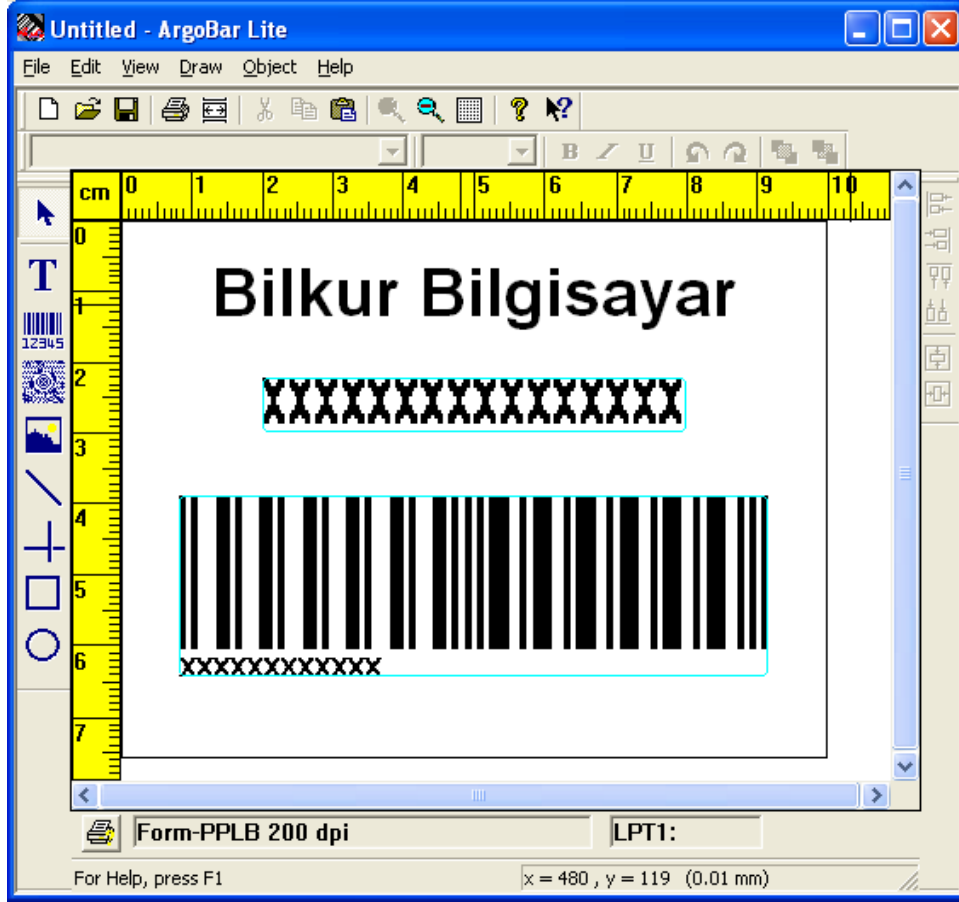 Untitled - ArgoBar Lite
File Edit View Draw Object Help
B I U
cm 0 1 2 3 4 5 6 7 8 9 10
0
1
2
3
4
5
6
7
T
12345
Bilkur Bilgisayar
XXXXXXXXXXXXXXXX
XXXXXXXXXXXX
Form-PPLB 200 dpi LPT1:
For Help, press F1 x = 480 , y = 119 (0.01 mm)